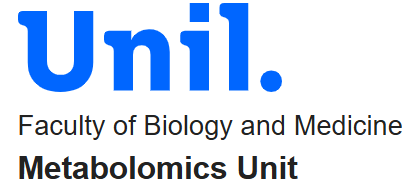 Unil.
Faculty of Biology and Medicine
Metabolomics Unit